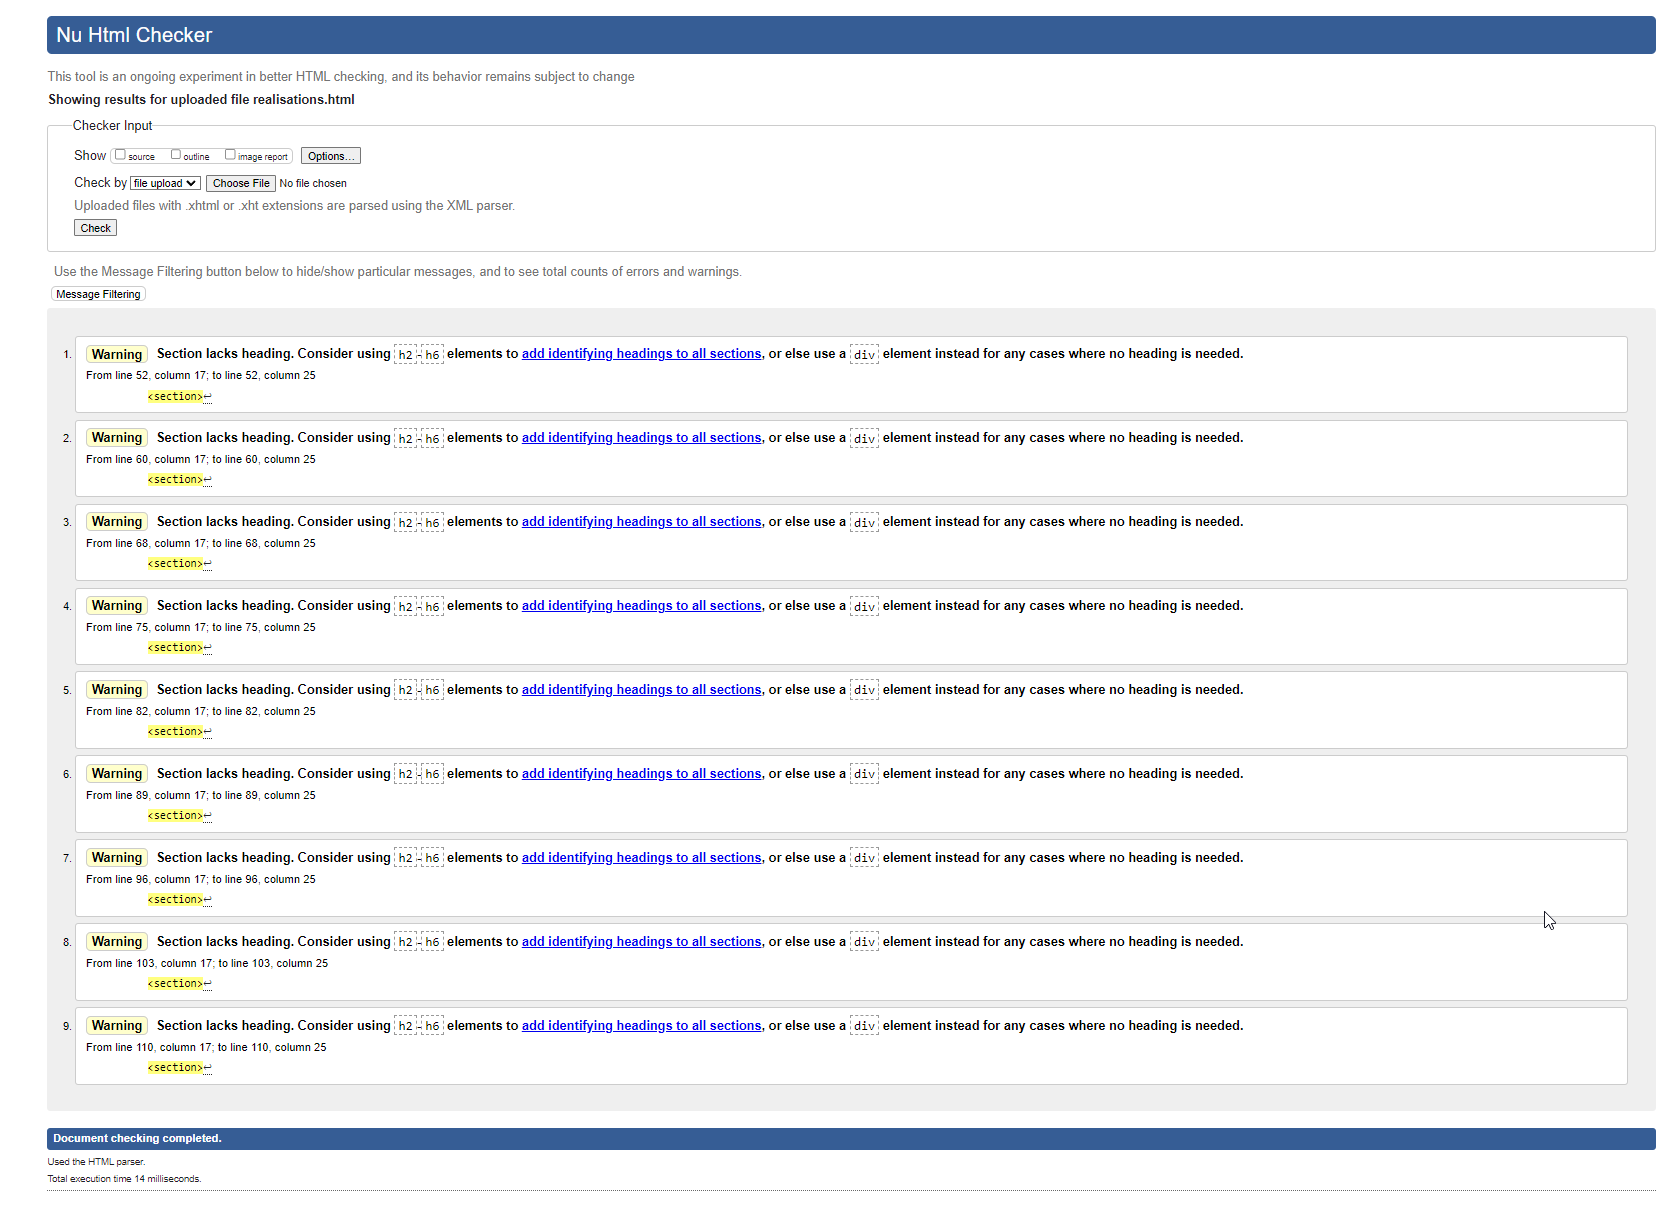 Nu Html Checker
This tool is an ongoing experiment in better HTML checking, and its behavior remains subject to change
Showing results for uploaded file realisations.html
Checker Input
Show source outline image report Options...
Check by file upload Choose File No file chosen
Uploaded files with .xhtml or .xht extensions are parsed using the XML parser.
Check
Use the Message Filtering button below to hide/show particular messages, and to see total counts of errors and warnings.
Message Filtering
1. Warning Section lacks heading. Consider using h2-h6 elements to add identifying headings to all sections, or else use a div element instead for any cases where no heading is needed.
From line 52, column 17; to line 52, column 25
<section>↩
2. Warning Section lacks heading. Consider using h2-h6 elements to add identifying headings to all sections, or else use a div element instead for any cases where no heading is needed.
From line 60, column 17; to line 60, column 25
<section>↩
3. Warning Section lacks heading. Consider using h2-h6 elements to add identifying headings to all sections, or else use a div element instead for any cases where no heading is needed.
From line 68, column 17; to line 68, column 25
<section>↩
4. Warning Section lacks heading. Consider using h2-h6 elements to add identifying headings to all sections, or else use a div element instead for any cases where no heading is needed.
From line 75, column 17; to line 75, column 25
<section>↩
5. Warning Section lacks heading. Consider using h2-h6 elements to add identifying headings to all sections, or else use a div element instead for any cases where no heading is needed.
From line 82, column 17; to line 82, column 25
<section>↩
6. Warning Section lacks heading. Consider using h2-h6 elements to add identifying headings to all sections, or else use a div element instead for any cases where no heading is needed.
From line 89, column 17; to line 89, column 25
<section>↩
7. Warning Section lacks heading. Consider using h2-h6 elements to add identifying headings to all sections, or else use a div element instead for any cases where no heading is needed.
From line 96, column 17; to line 96, column 25
<section>↩
8. Warning Section lacks heading. Consider using h2-h6 elements to add identifying headings to all sections, or else use a div element instead for any cases where no heading is needed.
From line 103, column 17; to line 103, column 25
<section>↩
9. Warning Section lacks heading. Consider using h2-h6 elements to add identifying headings to all sections, or else use a div element instead for any cases where no heading is needed.
From line 110, column 17; to line 110, column 25
<section>↩
Document checking completed.
Used the HTML parser.
Total execution time 14 milliseconds.